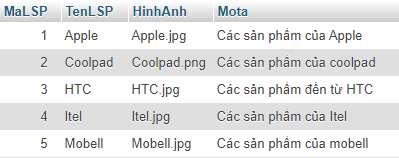 MaLSP TenLSP HinhAnh Mota
1 Apple Apple.jpg Các sản phẩm của Apple
2 Coolpad Coolpad.png Các sản phẩm của coolpad
3 HTC HTC.jpg Các sản phẩm đến từ HTC
4 Itel Itel.jpg Các sản phẩm của Itel
5 Mobell Mobell.jpg Các sản phẩm của mobell